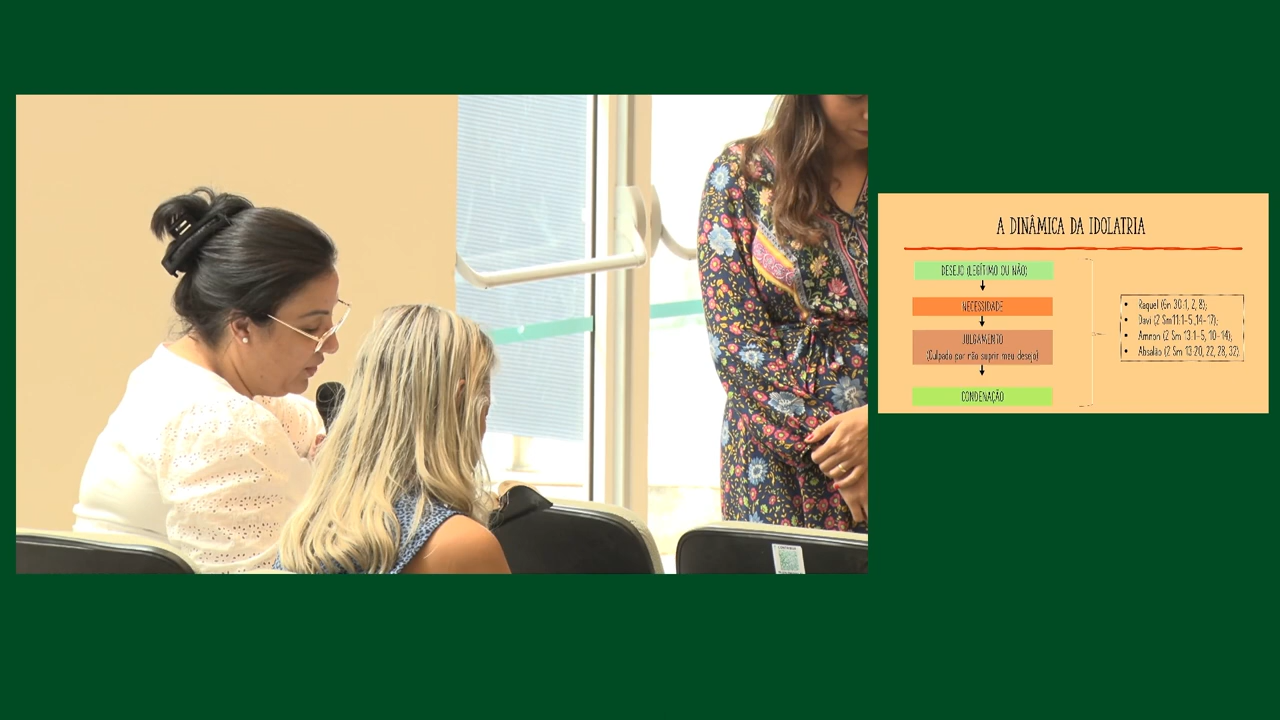 A DINÂMICA DA IDOLATRIA
DESEJO (LEGÍTIMO OU NÃO)
NECESSIDADE
JULGAMENTO
(Culpado por não suprir meu desejo)
CONDENAÇÃO
• Raquel (Gn 30:1, 2, 8);
• Davi (2 Sm11:1-5,14-17);
• Amnon (2 Sm 13:1-5, 10-14);
• Absalão (2 Sm 13:20, 22, 28, 32).